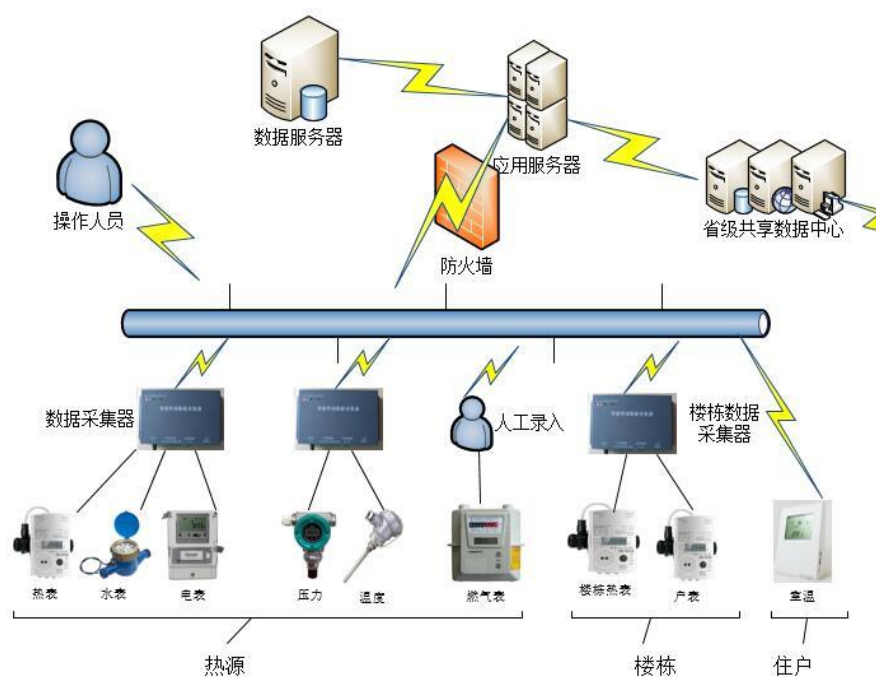 数据服务器
应用服务器
操作人员
防火墙
省级共享数据中心
数据采集器
人工录入
楼栋数据
采集器
热表
水表
电表
压力
温度
燃气表
楼栋热表
户表
室温
热源
楼栋
住户